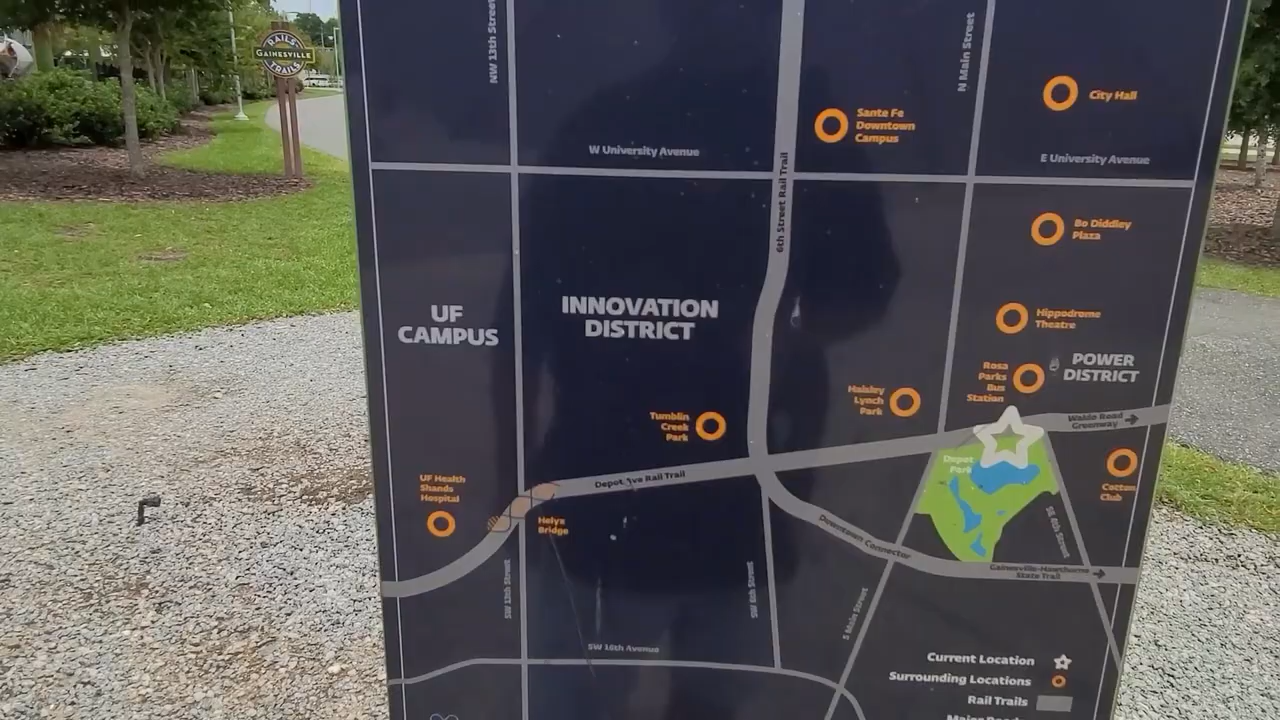 RAILS
GAINESVILLE
TRAILS
NW 13th Street
N Main Street
City Hall
Sante Fe
Downtown
Campus
W University Avenue
E University Avenue
6th Street Rail Trail
Bo Diddley
Plaza
UF
CAMPUS
INNOVATION
DISTRICT
Hippodrome
Theatre
Rosa
Parks
Bus
Station
POWER
DISTRICT
Haisley
Lynch
Park
Tumblin
Creek
Park
Waldo Road
Greenway
Depot
Park
Cotton
Club
UF Health
Shands
Hospital
Depot Ave Rail Trail
Helyx
Bridge
Downtown Connector
SE 4th Street
Gainesville-Hawthorne
State Trail
SW 13th Street
SW 6th Street
S Main Street
SW 16th Avenue
Current Location
Surrounding Locations
Rail Trails